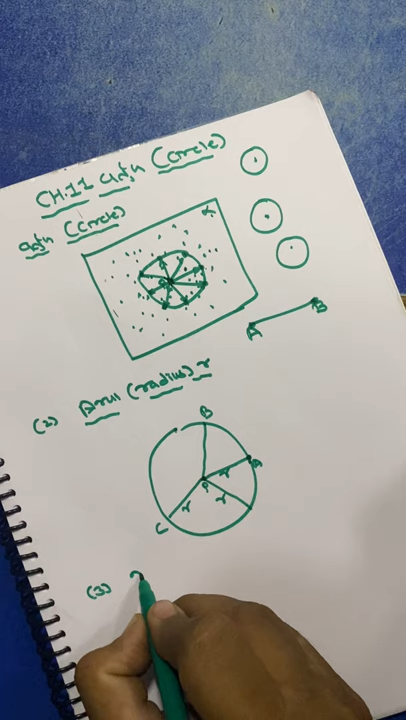 CH.11 વર્તુળ (Circle)
વર્તુળ (Circle)
A B
(2) ત્રિજ્યા (radius) r
B
P r A
r r
C
(3)